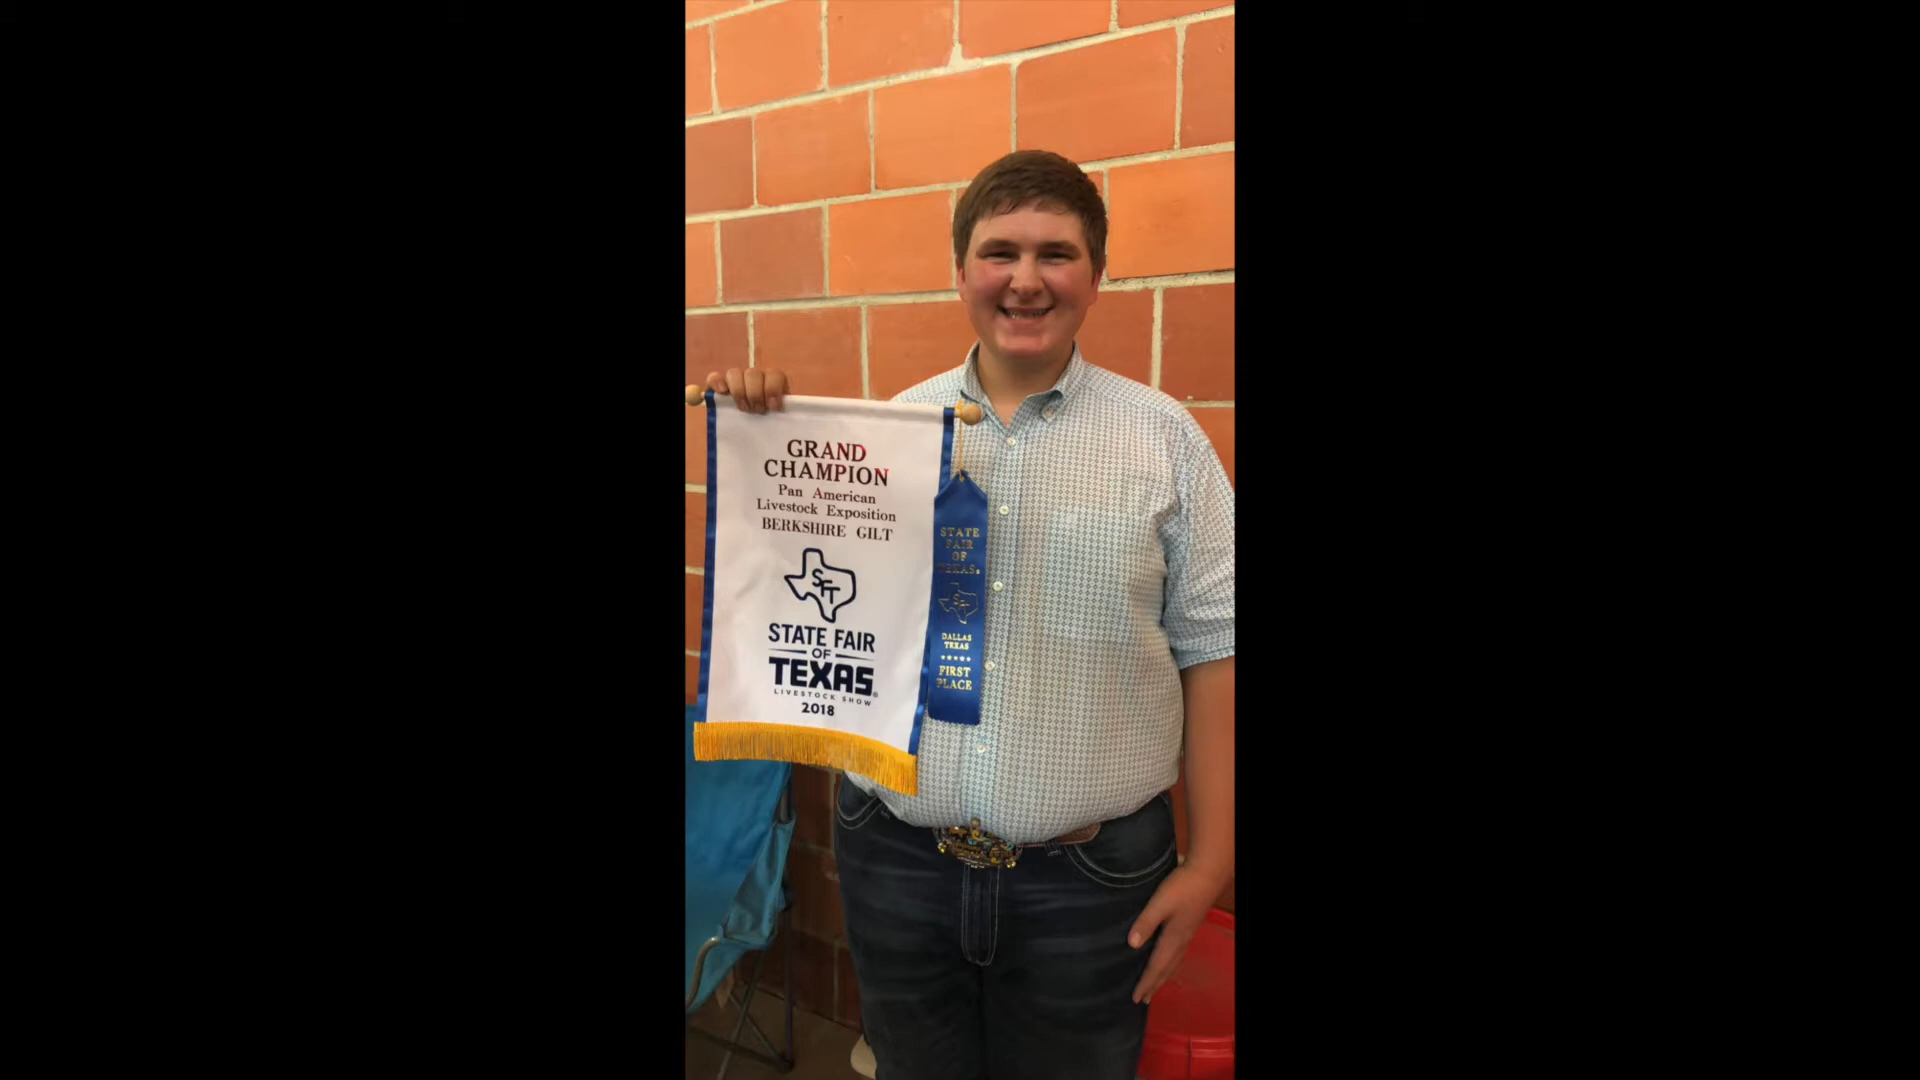 GRAND
CHAMPION
Pan American
Livestock Exposition
BERKSHIRE GILT
SFT
STATE FAIR
OF
TEXAS®
LIVESTOCK SHOW
2018
STATE
FAIR
OF
TEXAS®
SFT
DALLAS
TEXAS
FIRST
PLACE